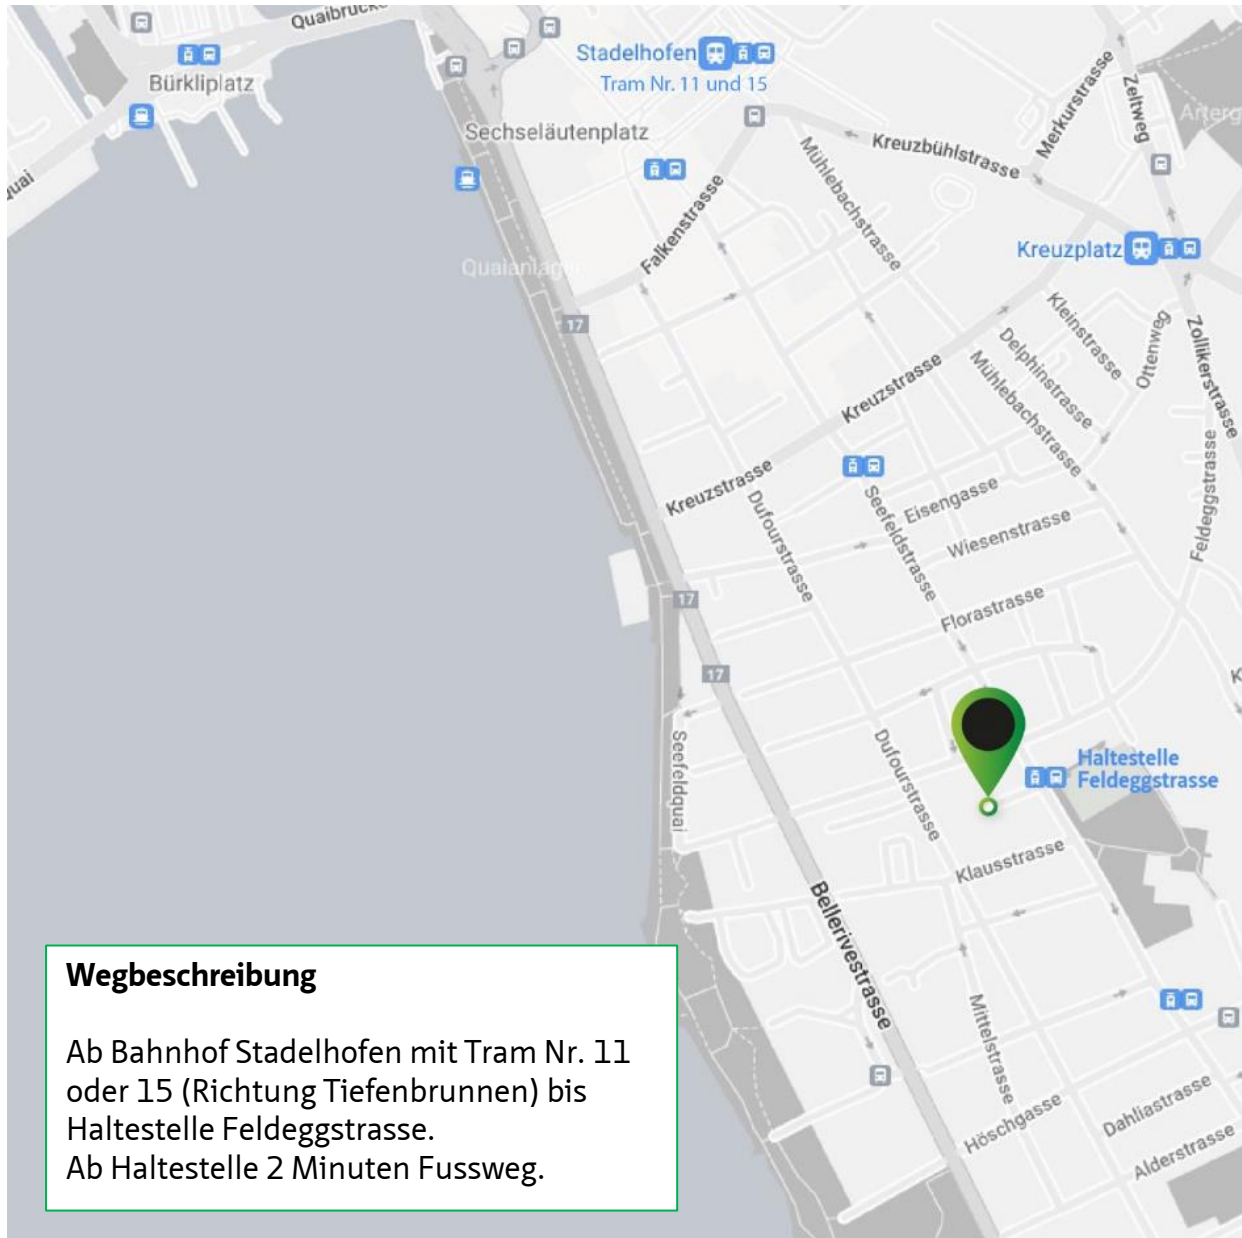 Quaibrücke
Stadelhofen
Tram Nr. 11 und 15
Bürkliplatz
Sechseläutenplatz
Merkurstrasse
Zeltweg
Kreuzbühlstrasse
Mühlebachstrasse
quai
Falkenstrasse
Kreuzplatz
Quaianlagen
17
Kleinstrasse
Ottenweg
Zollikerstrasse
Delphinstrasse
Mühlebachstrasse
Kreuzstrasse
Kreuzstrasse
Feldeggstrasse
Dufourstrasse
Seefeldstrasse
Eisengasse
Wiesenstrasse
17
Florastrasse
17
K
Seefeldquai
Dufourstrasse
Haltestelle
Feldeggstrasse
Klausstrasse
Bellerivestrasse
Mittelstrasse
Höschgasse
Dahliastrasse
Alderstrasse
Wegbeschreibung
Ab Bahnhof Stadelhofen mit Tram Nr. 11
oder 15 (Richtung Tiefenbrunnen) bis
Haltestelle Feldeggstrasse.
Ab Haltestelle 2 Minuten Fussweg.